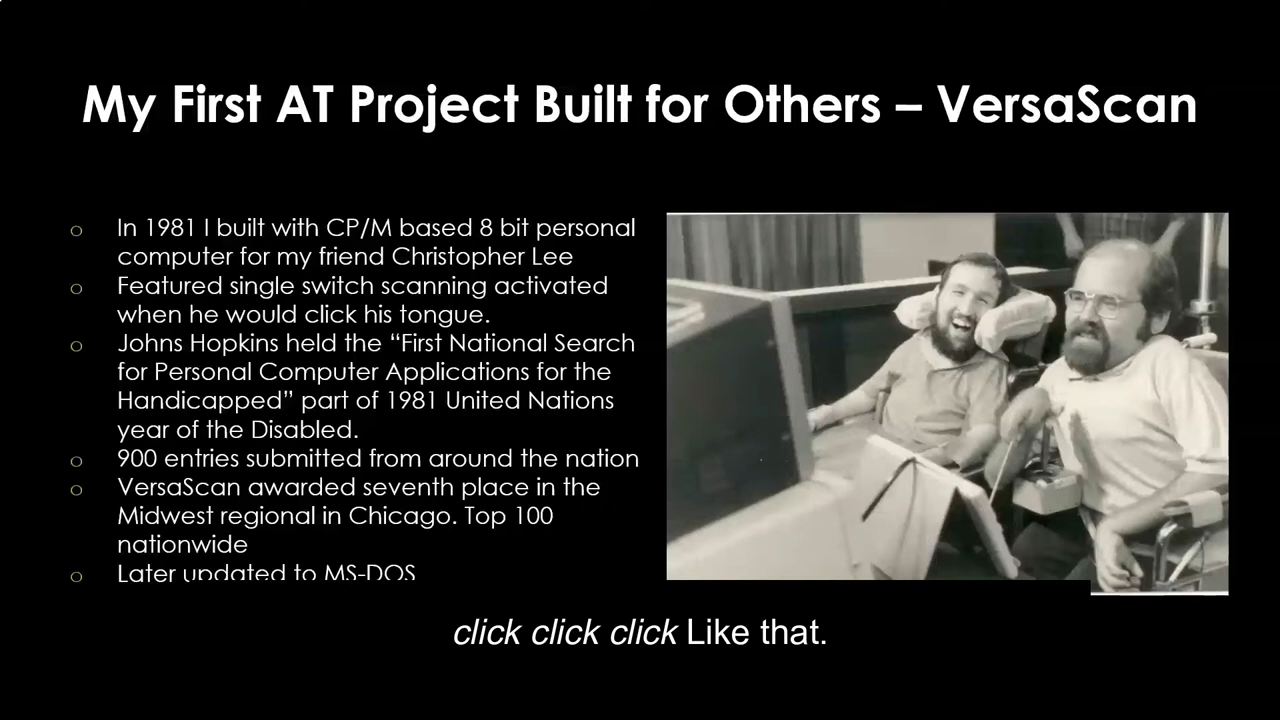 My First AT Project Built for Others – VersaScan
o In 1981 I built with CP/M based 8 bit personal
computer for my friend Christopher Lee
o Featured single switch scanning activated
when he would click his tongue.
o Johns Hopkins held the “First National Search
for Personal Computer Applications for the
Handicapped” part of 1981 United Nations
year of the Disabled.
o 900 entries submitted from around the nation
o VersaScan awarded seventh place in the
Midwest regional in Chicago. Top 100
nationwide
o Later updated to MS-DOS
click click click Like that.